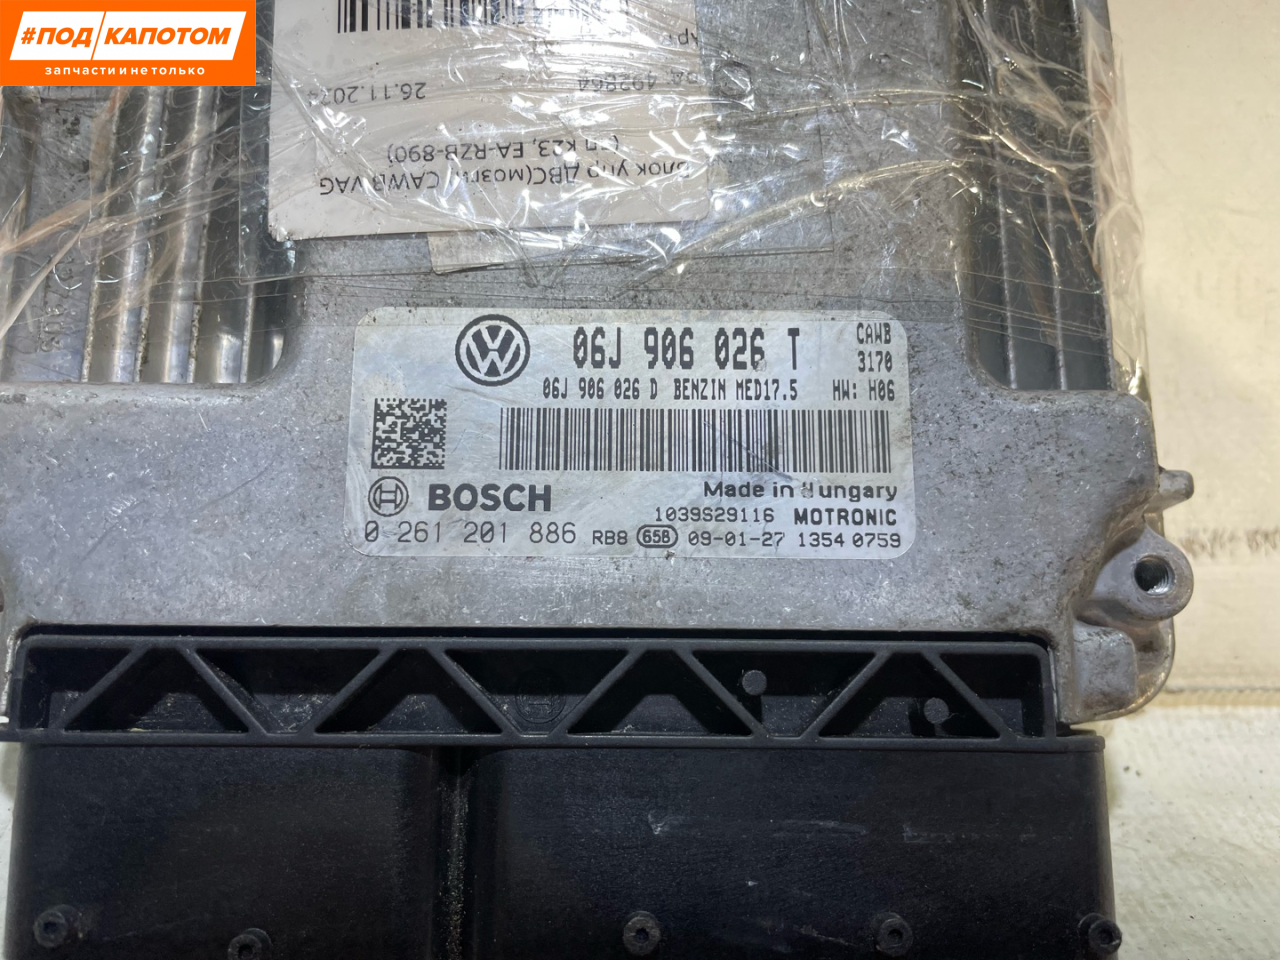 #ПОД КАПОТОМ
запчасти и не только
Блок упр ДВС(мозги) CAWB VAG
к23, EA-RZB-890)
492864
26.11.202
06J 906 026 T
CAWB
3170
06J 906 026 D BENZIN MED17.5 HW: H06
BOSCH
Made in Hungary
1039S29116 MOTRONIC
0 261 201 886 RB8 658 09-01-27 1354 0759